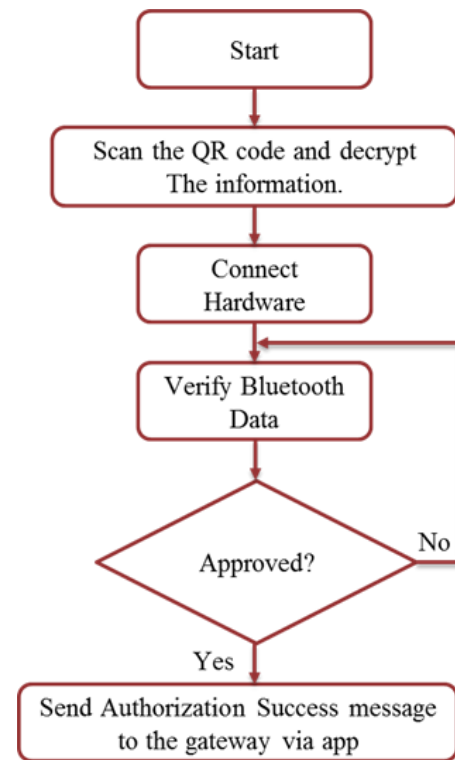 Start
Scan the QR code and decrypt
The information.
Connect
Hardware
Verify Bluetooth
Data
Approved?
No
Yes
Send Authorization Success message
to the gateway via app